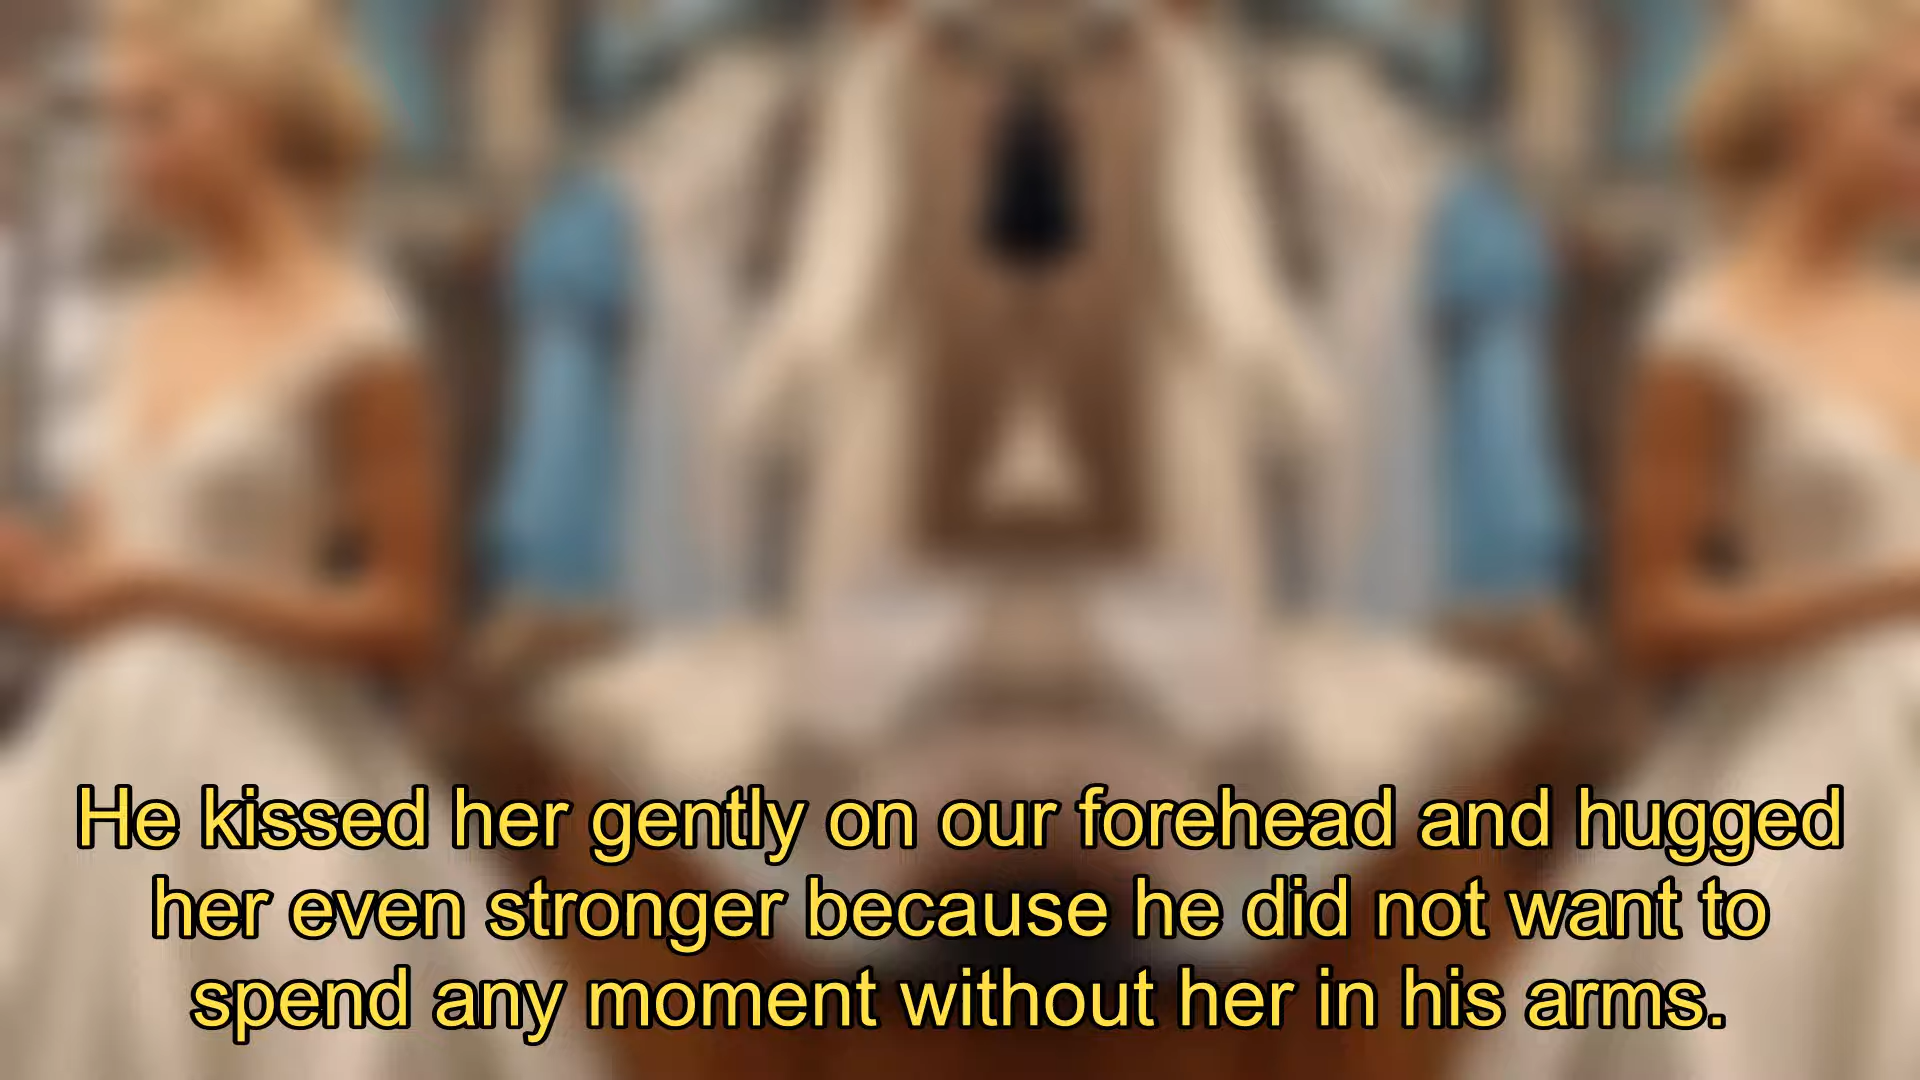 He kissed her gently on our forehead and hugged
her even stronger because he did not want to
spend any moment without her in his arms.